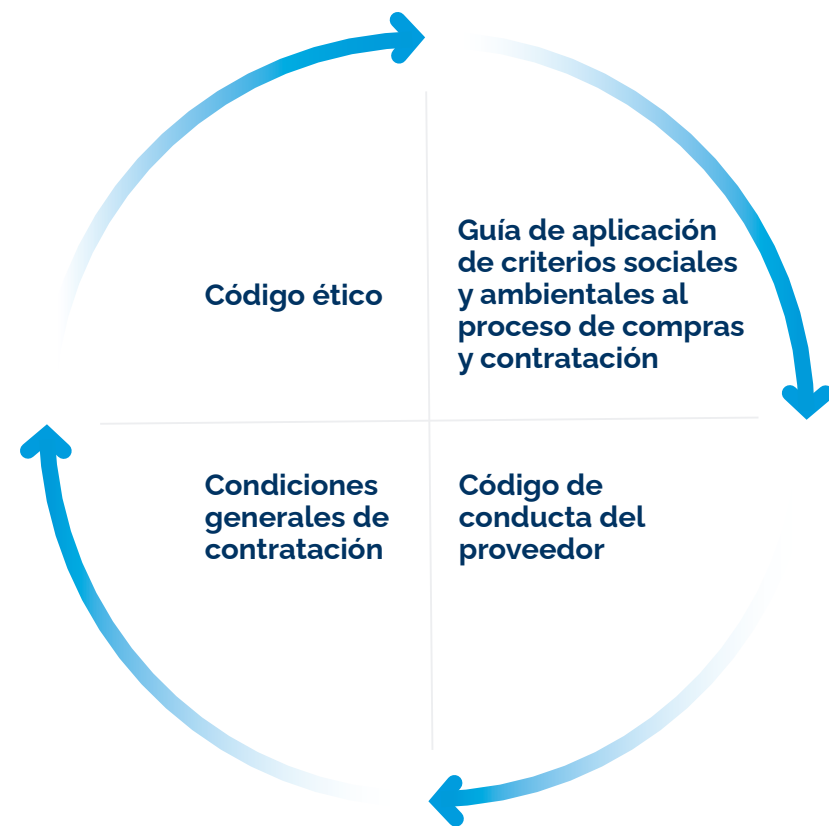 Código ético
Guía de aplicación
de criterios sociales
y ambientales al
proceso de compras
y contratación
Condiciones
generales de
contratación
Código de
conducta del
proveedor